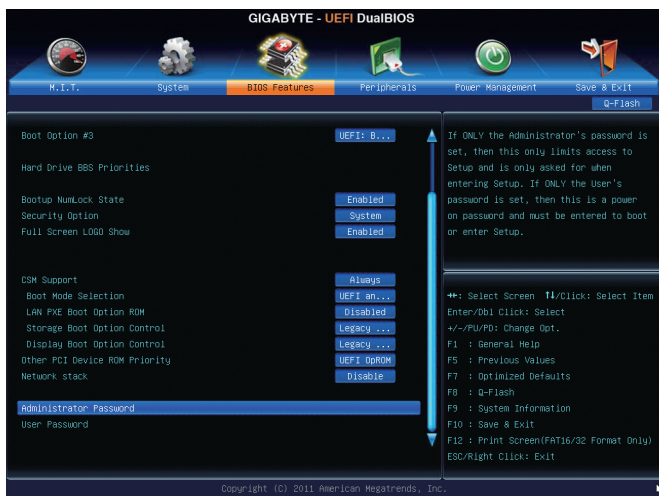 GIGABYTE - UEFI DualBIOS
M.I.T.
System
BIOS Features
Peripherals
Power Management
Save & Exit
Q-Flash
Boot Option #3 UEFI: B...
Hard Drive BBS Priorities
Bootup NumLock State Enabled
Security Option System
Full Screen LOGO Show Enabled
CSM Support Always
Boot Mode Selection UEFI an...
LAN PXE Boot Option ROM Disabled
Storage Boot Option Control Legacy ...
Display Boot Option Control Legacy ...
Other PCI Device ROM Priority UEFI OpROM
Network stack Disable
Administrator Password
User Password
If ONLY the Administrator's password is
set, then this only limits access to
Setup and is only asked for when
entering Setup. If ONLY the User's
password is set, then this is a power
on password and must be entered to boot
or enter Setup.
→←: Select Screen ↑↓/Click: Select Item
Enter/Dbl Click: Select
+/-/PU/PD: Change Opt.
F1 : General Help
F5 : Previous Values
F7 : Optimized Defaults
F8 : Q-Flash
F9 : System Information
F10 : Save & Exit
F12 : Print Screen(FAT16/32 Format Only)
ESC/Right Click: Exit
Copyright (C) 2011 American Megatrends, Inc.